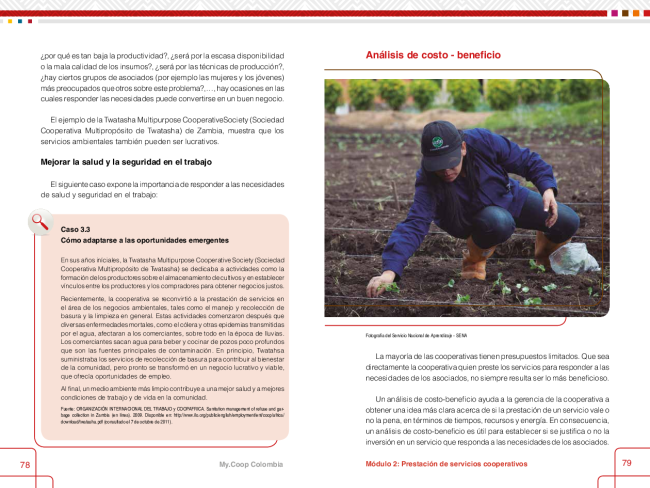 ¿por qué es tan baja la productividad?, ¿será por la escasa disponibilidad
o la mala calidad de los insumos?, ¿será por las técnicas de producción?,
¿hay ciertos grupos de asociados (por ejemplo las mujeres y los jóvenes)
más preocupados que otros sobre este problema?,…, hay ocasiones en las
cuales responder las necesidades puede convertirse en un buen negocio.
El ejemplo de la Twatasha Multipurpose CooperativeSociety (Sociedad
Cooperativa Multipropósito de Twatasha) de Zambia, muestra que los
servicios ambientales también pueden ser lucrativos.
Mejorar la salud y la seguridad en el trabajo
El siguiente caso expone la importancia de responder a las necesidades
de salud y seguridad en el trabajo:
Caso 3.3
Cómo adaptarse a las oportunidades emergentes
En sus años iniciales, la Twatasha Multipurpose Cooperative Society (Sociedad
Cooperativa Multipropósito de Twatasha) se dedicaba a actividades como la
formación de los productores sobre el almacenamiento de cultivos y en establecer
vínculos entre los productores y los compradores para obtener negocios justos.
Recientemente, la cooperativa se reconvirtió a la prestación de servicios en
el área de los negocios ambientales, tales como el manejo y recolección de
basura y la limpieza en general. Estas actividades comenzaron después que
diversas enfermedades mortales, como el cólera y otras epidemias transmitidas
por el agua, afectaran a los comerciantes, sobre todo en la época de lluvias.
Los comerciantes sacan agua para beber y cocinar de pozos poco profundos
que son las fuentes principales de contaminación. En principio, Twatahsa
suministraba los servicios de recolección de basura para contribuir al bienestar
de la comunidad, pero pronto se transformó en un negocio lucrativo y viable,
que ofrecía oportunidades de empleo.
Al final, un medio ambiente más limpio contribuye a una mejor salud y a mejores
condiciones de trabajo y de vida en la comunidad.
Fuente: ORGANIZACIÓN INTERNACIONAL DEL TRABAJO y COOPAFRICA. Sanitation management of refuse and gar-
bage collection in Zambia (en línea), 2009. Disponible en:
download/twatasha.pdf (consultado el 7 de octubre de 2011).
78
My.Coop Colombia
Análisis de costo - beneficio
Fotografía del Servicio Nacional de Aprendizaje - SENA
La mayoría de las cooperativas tienen presupuestos limitados. Que sea
directamente la cooperativa quien preste los servicios para responder a las
necesidades de los asociados, no siempre resulta ser lo más beneficioso.
Un análisis de costo-beneficio ayuda a la gerencia de la cooperativa a
obtener una idea más clara acerca de si la prestación de un servicio vale o
no la pena, en términos de tiempo, recursos y energía. En consecuencia,
un análisis de costo-beneficio es útil para establecer si se justifica o no la
inversión en un servicio que responda a las necesidades de los asociados.
Módulo 2: Prestación de servicios cooperativos
79